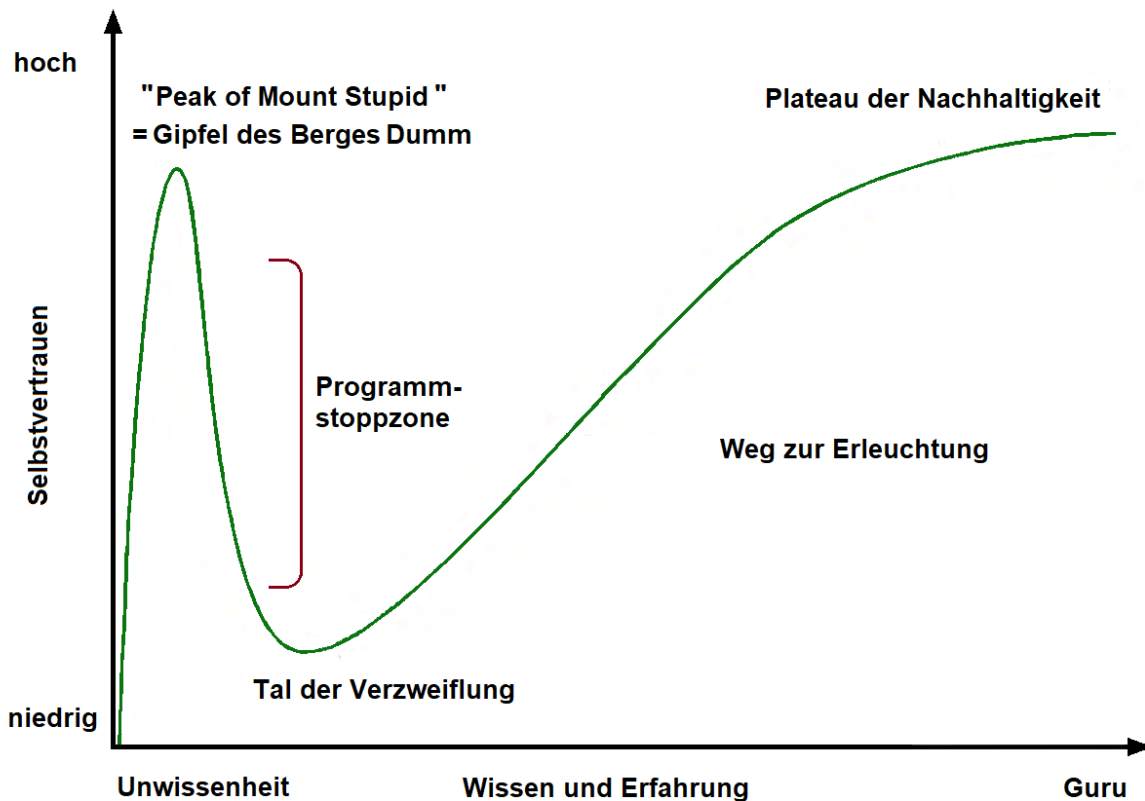 hoch
"Peak of Mount Stupid "
= Gipfel des Berges Dumm
Plateau der Nachhaltigkeit
Selbstvertrauen
Programm-
stoppzone
Weg zur Erleuchtung
Tal der Verzweiflung
niedrig
Unwissenheit
Wissen und Erfahrung
Guru